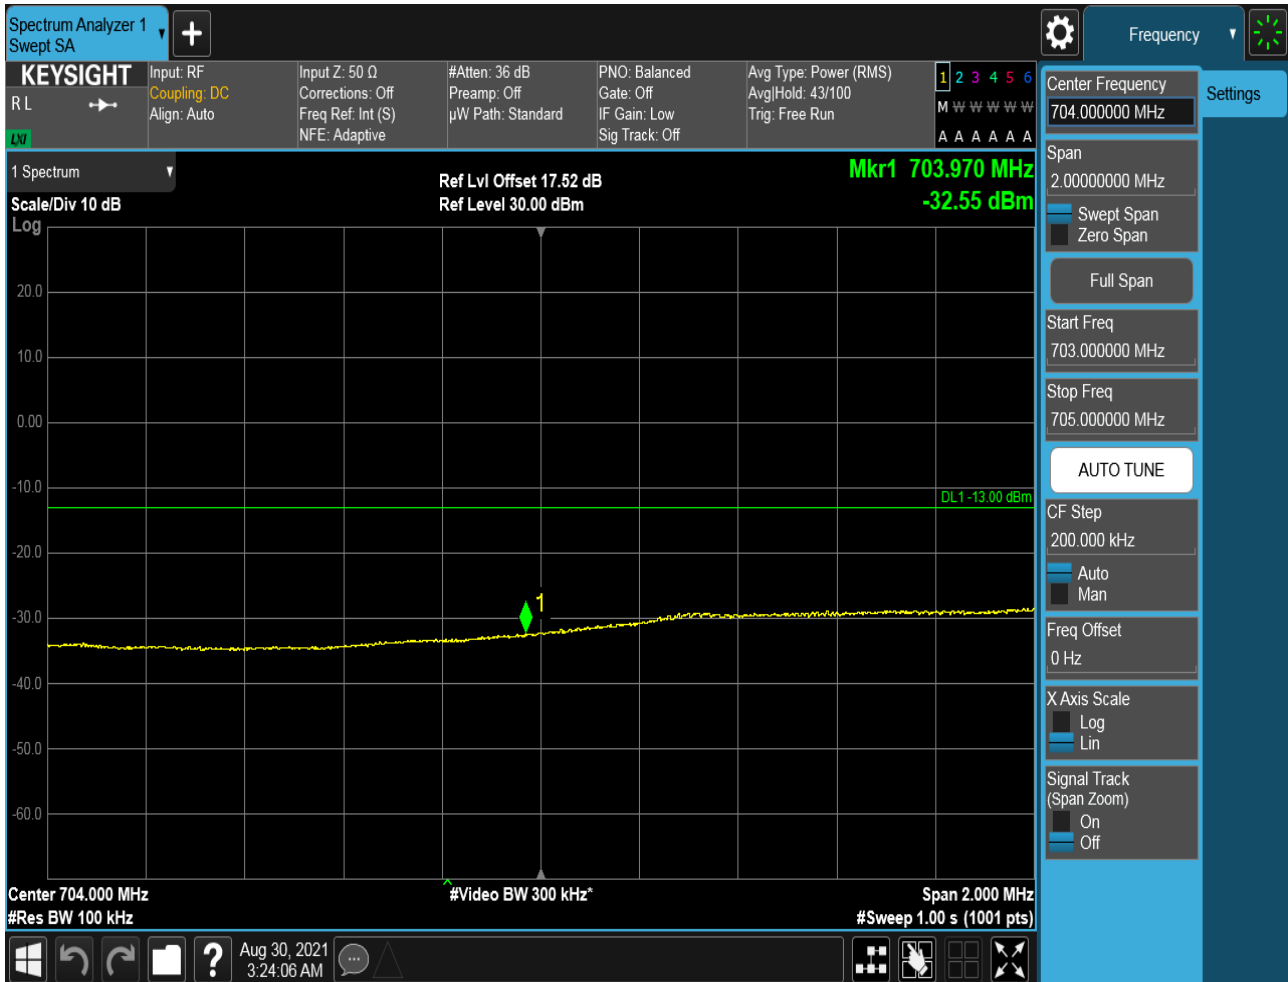 Spectrum Analyzer 1
Swept SA
Frequency
KEYSIGHT
R L
LXI
Input: RF
Coupling: DC
Align: Auto
Input Z: 50 Ω
Corrections: Off
Freq Ref: Int (S)
NFE: Adaptive
#Atten: 36 dB
Preamp: Off
µW Path: Standard
PNO: Balanced
Gate: Off
IF Gain: Low
Sig Track: Off
Avg Type: Power (RMS)
Avg|Hold: 43/100
Trig: Free Run
1 2 3 4 5 6
M W W W W W
A A A A A A
1 Spectrum
Scale/Div 10 dB
Log
Ref Lvl Offset 17.52 dB
Ref Level 30.00 dBm
Mkr1 703.970 MHz
-32.55 dBm
20.0
10.0
0.00
-10.0
DL1 -13.00 dBm
-20.0
1
-30.0
-40.0
-50.0
-60.0
Center 704.000 MHz
#Video BW 300 kHz*
Span 2.000 MHz
#Res BW 100 kHz
#Sweep 1.00 s (1001 pts)
Aug 30, 2021
3:24:06 AM
Center Frequency
704.000000 MHz
Settings
Span
2.00000000 MHz
Swept Span
Zero Span
Full Span
Start Freq
703.000000 MHz
Stop Freq
705.000000 MHz
AUTO TUNE
CF Step
200.000 kHz
Auto
Man
Freq Offset
0 Hz
X Axis Scale
Log
Lin
Signal Track
(Span Zoom)
On
Off